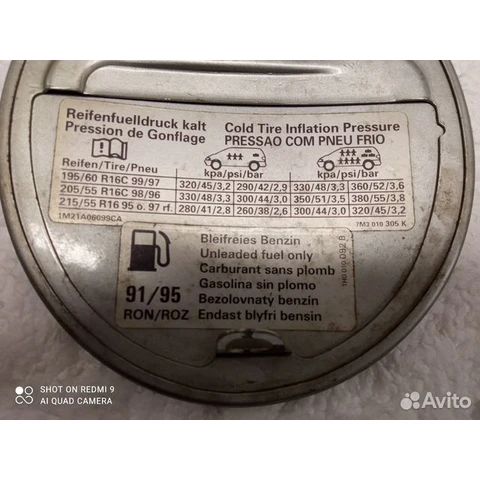 Reifenfuelldruck kalt
Pression de Gonflage
Cold Tire Inflation Pressure
PRESSAO COM PNEU FRIO
Reifen/Tire/Pneu kpa/psi/bar kpa/psi/bar
195/60 R16C 99/97 320/45/3,2 290/42/2,9 330/48/3,3 360/52/3,6
205/55 R16C 98/96 330/48/3,3 300/44/3,0 350/51/3,5 380/55/3,8
215/55 R16 95 o. 97 rf. 280/41/2,8 260/38/2,6 300/44/3,0 320/45/3,2
1M21A06099CA 7M3 010 305 K
Bleifreies Benzin
Unleaded fuel only
Carburant sans plomb
Gasolina sin plomo
Bezolovnatý benzín
Endast blyfri bensin
91/95
RON/ROZ
1H0 010 092 B
SHOT ON REDMI 9
AI QUAD CAMERA
Avito